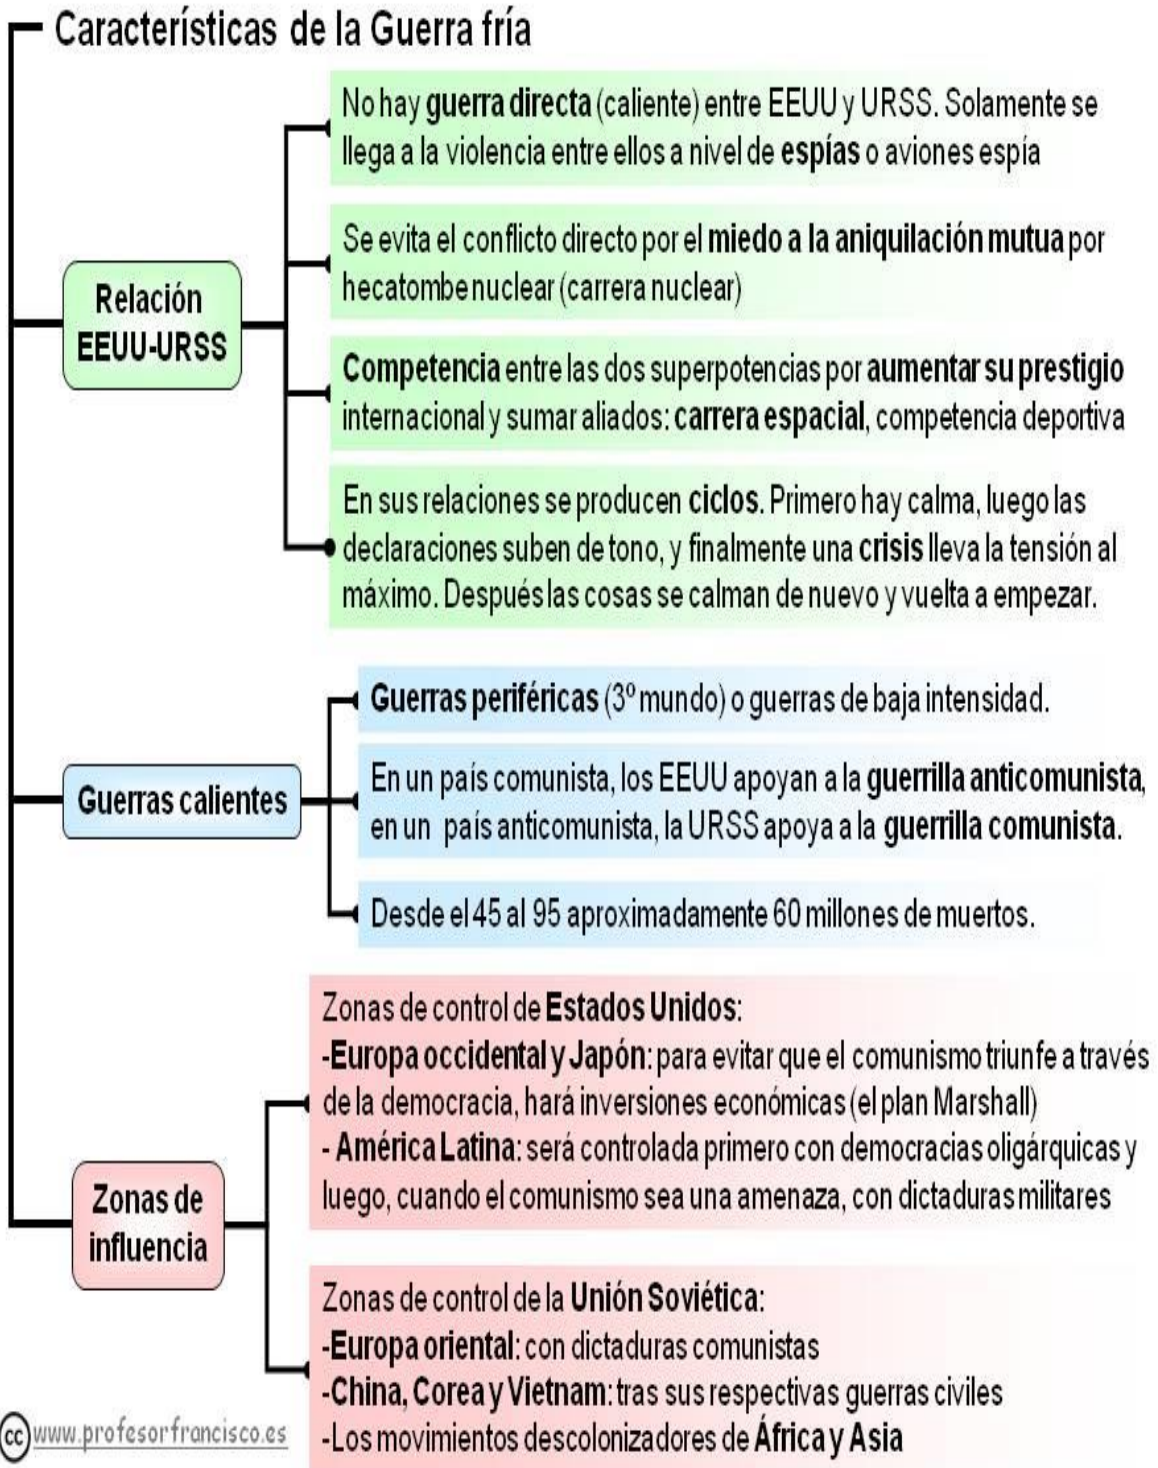 Características de la Guerra fría
No hay guerra directa (caliente) entre EEUU y URSS. Solamente se
llega a la violencia entre ellos a nivel de espías o aviones espía
Se evita el conflicto directo por el miedo a la aniquilación mutua por
hecatombe nuclear (carrera nuclear)
Relación
EEUU-URSS
Competencia entre las dos superpotencias por aumentar su prestigio
internacional y sumar aliados: carrera espacial, competencia deportiva
En sus relaciones se producen ciclos. Primero hay calma, luego las
declaraciones suben de tono, y finalmente una crisis lleva la tensión al
máximo. Después las cosas se calman de nuevo y vuelta a empezar.
Guerras calientes
Guerras periféricas (3º mundo) o guerras de baja intensidad.
En un país comunista, los EEUU apoyan a la guerrilla anticomunista,
en un país anticomunista, la URSS apoya a la guerrilla comunista.
Desde el 45 al 95 aproximadamente 60 millones de muertos.
Zonas de
influencia
Zonas de control de Estados Unidos:
-Europa occidental y Japón: para evitar que el comunismo triunfe a través
de la democracia, hará inversiones económicas (el plan Marshall)
- América Latina: será controlada primero con democracias oligárquicas y
luego, cuando el comunismo sea una amenaza, con dictaduras militares
Zonas de control de la Unión Soviética:
-Europa oriental: con dictaduras comunistas
-China, Corea y Vietnam: tras sus respectivas guerras civiles
-Los movimientos descolonizadores de África y Asia
cc www.profesorfrancisco.es